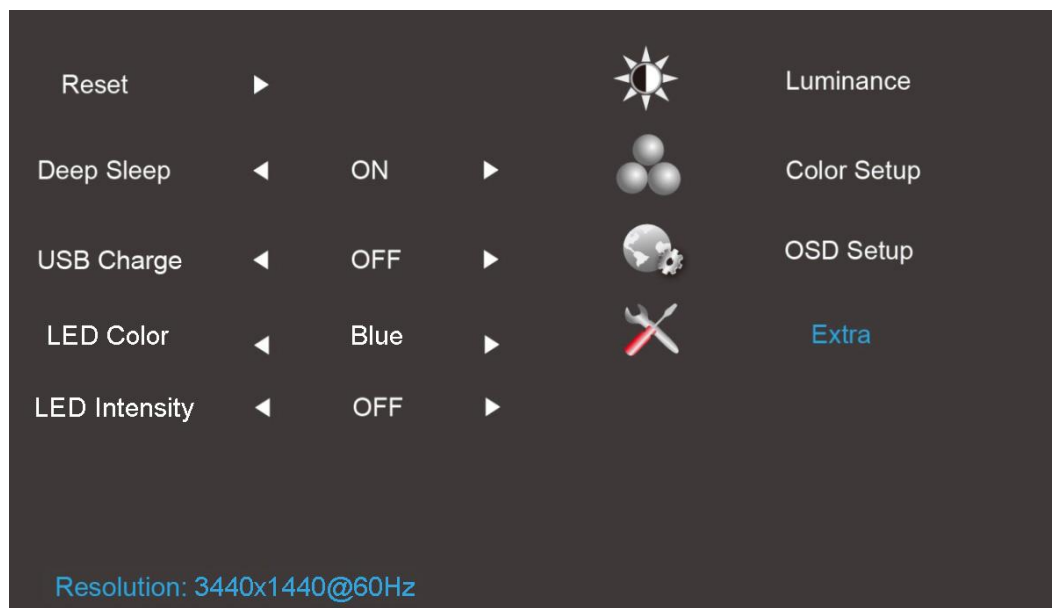 Reset Luminance
Deep Sleep ON Color Setup
USB Charge OFF OSD Setup
LED Color Blue Extra
LED Intensity OFF
Resolution: 3440x1440@60Hz